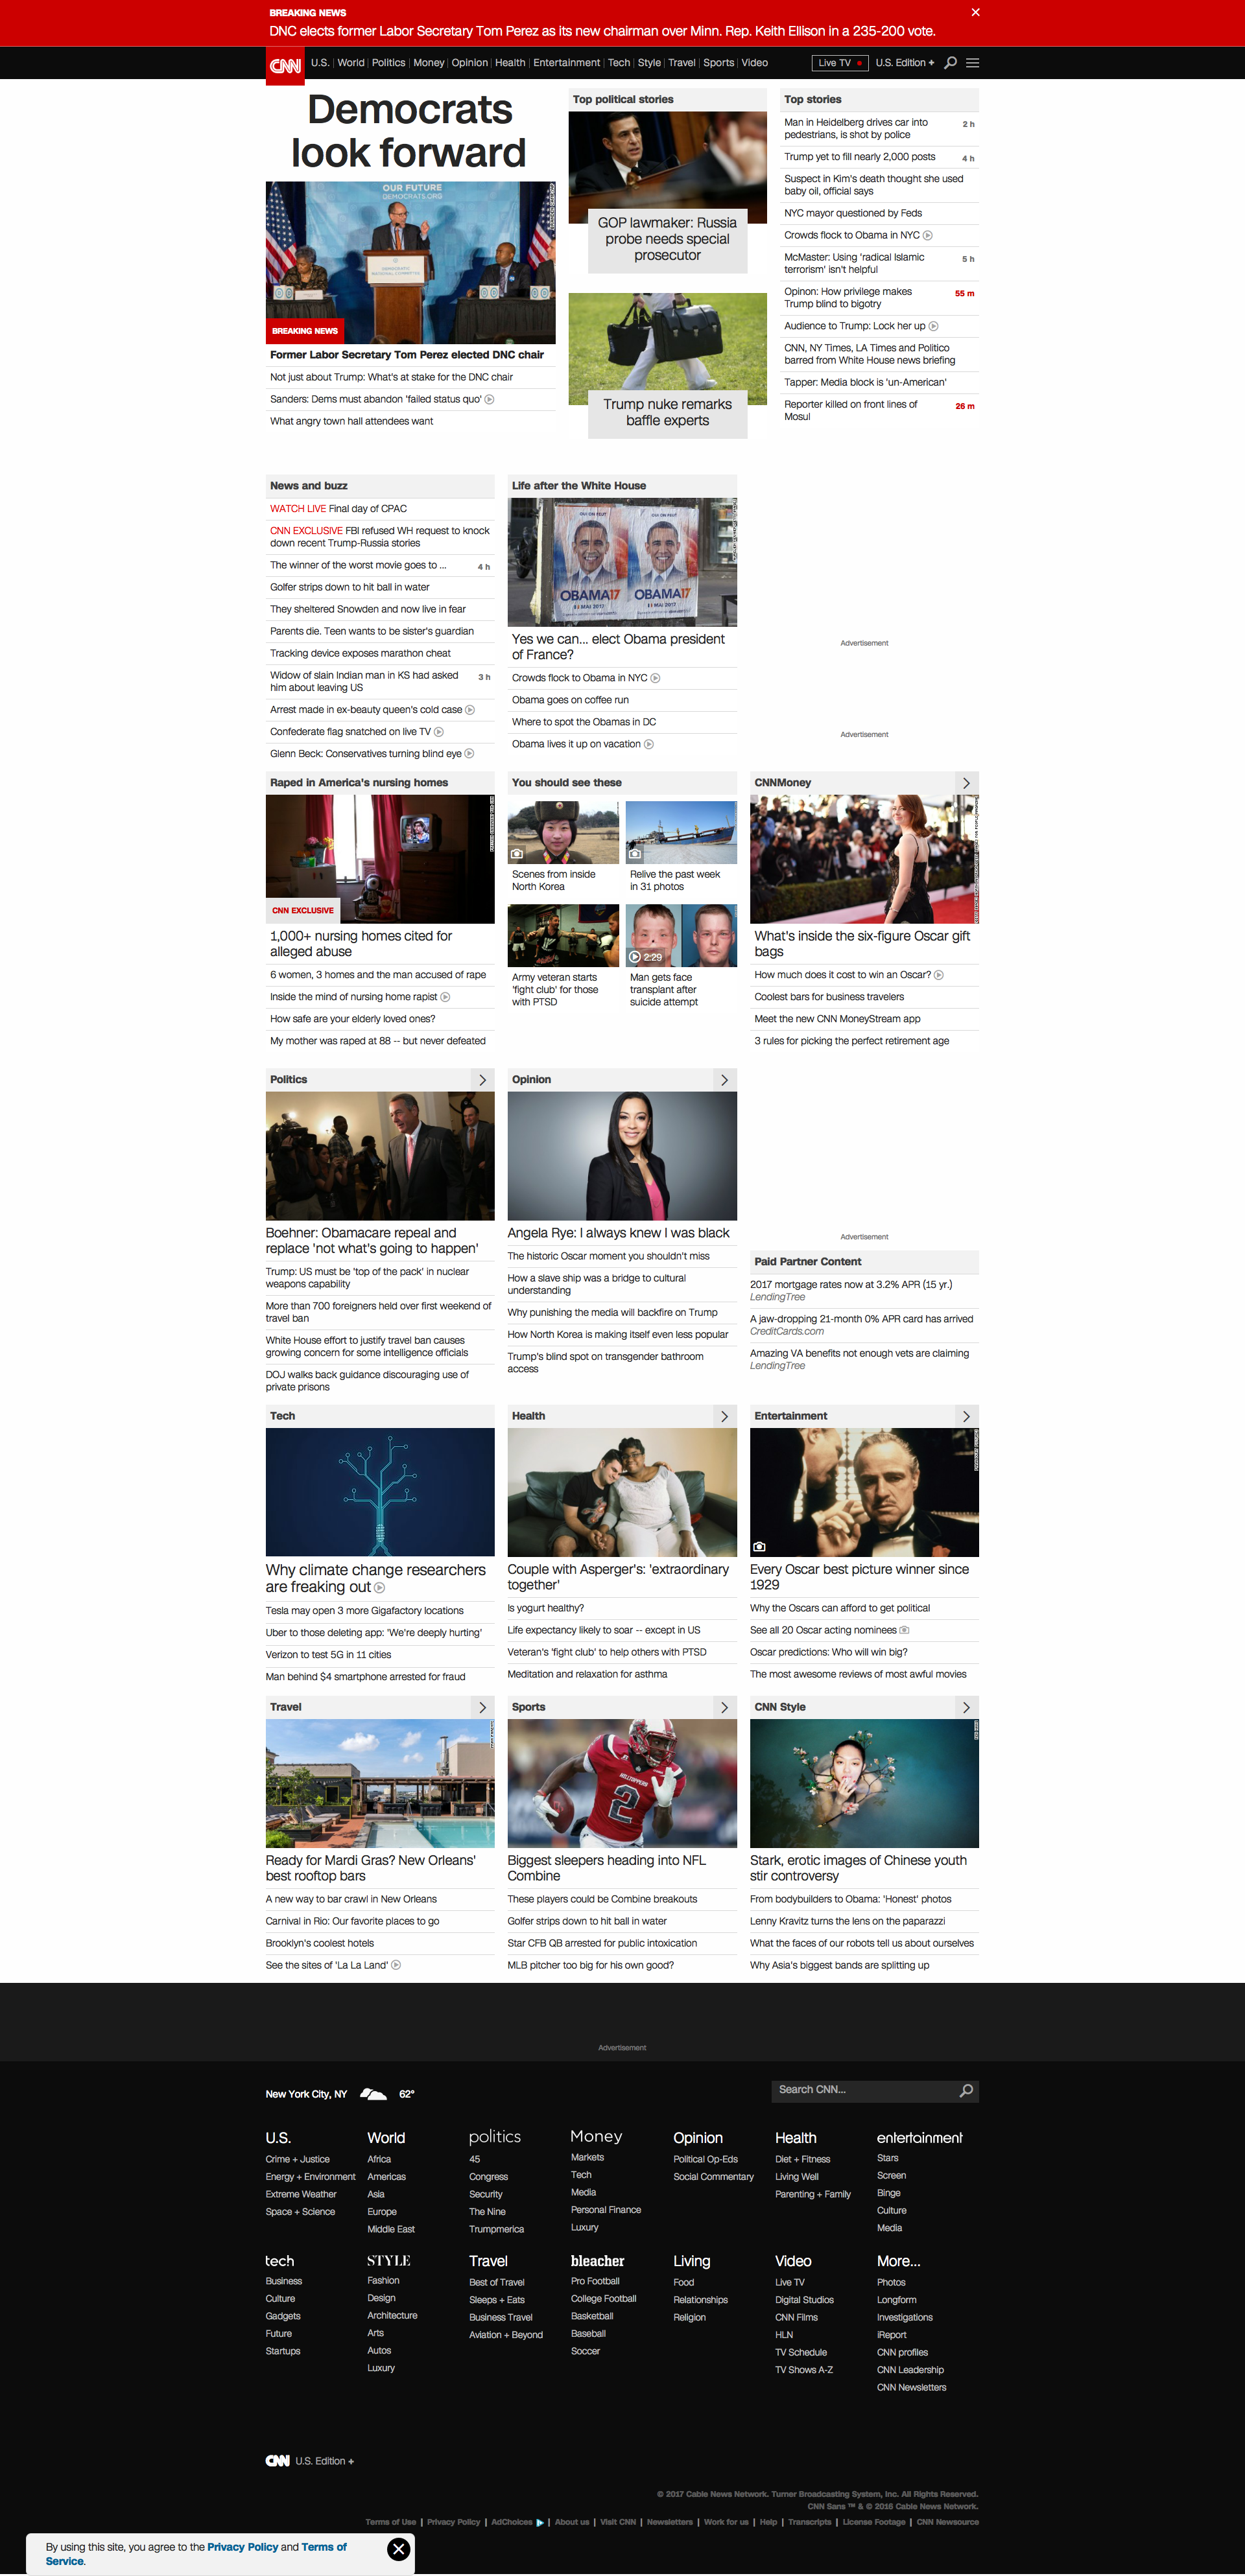 BREAKING NEWS
DNC elects former Labor Secretary Tom Perez as its new chairman over Minn. Rep. Keith Ellison in a 235-200 vote.
CNN
U.S. World Politics Money Opinion Health Entertainment Tech Style Travel Sports Video
Live TV
U.S. Edition +
Democrats
look forward
OUR FUTURE
DEMOCRATS.ORG
BREAKING NEWS
Former Labor Secretary Tom Perez elected DNC chair
Not just about Trump: What's at stake for the DNC chair
Sanders: Dems must abandon 'failed status quo'
What angry town hall attendees want
Top political stories
GOP lawmaker: Russia
probe needs special
prosecutor
Trump nuke remarks
baffle experts
Top stories
Man in Heidelberg drives car into
pedestrians, is shot by police
2 h
Trump yet to fill nearly 2,000 posts
4 h
Suspect in Kim's death thought she used
baby oil, official says
NYC mayor questioned by Feds
Crowds flock to Obama in NYC
McMaster: Using 'radical Islamic
terrorism' isn't helpful
5 h
Opinon: How privilege makes
Trump blind to bigotry
55 m
Audience to Trump: Lock her up
CNN, NY Times, LA Times and Politico
barred from White House news briefing
Tapper: Media block is 'un-American'
Reporter killed on front lines of
Mosul
26 m
News and buzz
WATCH LIVE Final day of CPAC
CNN EXCLUSIVE FBI refused WH request to knock
down recent Trump-Russia stories
The winner of the worst movie goes to ...
4 h
Golfer strips down to hit ball in water
They sheltered Snowden and now live in fear
Parents die. Teen wants to be sister's guardian
Tracking device exposes marathon cheat
Widow of slain Indian man in KS had asked
him about leaving US
3 h
Arrest made in ex-beauty queen's cold case
Confederate flag snatched on live TV
Glenn Beck: Conservatives turning blind eye
Life after the White House
OBAMA17
OBAMA17
Yes we can... elect Obama president
of France?
Crowds flock to Obama in NYC
Obama goes on coffee run
Where to spot the Obamas in DC
Obama lives it up on vacation
Advertisement
Advertisement
Raped in America's nursing homes
CNN EXCLUSIVE
1,000+ nursing homes cited for
alleged abuse
6 women, 3 homes and the man accused of rape
Inside the mind of nursing home rapist
How safe are your elderly loved ones?
My mother was raped at 88 -- but never defeated
You should see these
Scenes from inside
North Korea
Relive the past week
in 31 photos
2:29
Army veteran starts
'fight club' for those
with PTSD
Man gets face
transplant after
suicide attempt
CNNMoney
What's inside the six-figure Oscar gift
bags
How much does it cost to win an Oscar?
Coolest bars for business travelers
Meet the new CNN MoneyStream app
3 rules for picking the perfect retirement age
Politics
Boehner: Obamacare repeal and
replace 'not what's going to happen'
Trump: US must be 'top of the pack' in nuclear
weapons capability
More than 700 foreigners held over first weekend of
travel ban
White House effort to justify travel ban causes
growing concern for some intelligence officials
DOJ walks back guidance discouraging use of
private prisons
Opinion
Angela Rye: I always knew I was black
The historic Oscar moment you shouldn't miss
How a slave ship was a bridge to cultural
understanding
Why punishing the media will backfire on Trump
How North Korea is making itself even less popular
Trump's blind spot on transgender bathroom
access
Advertisement
Paid Partner Content
2017 mortgage rates now at 3.2% APR (15 yr.)
LendingTree
A jaw-dropping 21-month 0% APR card has arrived
CreditCards.com
Amazing VA benefits not enough vets are claiming
LendingTree
Tech
Why climate change researchers
are freaking out
Tesla may open 3 more Gigafactory locations
Uber to those deleting app: 'We're deeply hurting'
Verizon to test 5G in 11 cities
Man behind $4 smartphone arrested for fraud
Health
Couple with Asperger's: 'extraordinary
together'
Is yogurt healthy?
Life expectancy likely to soar -- except in US
Veteran's 'fight club' to help others with PTSD
Meditation and relaxation for asthma
Entertainment
Every Oscar best picture winner since
1929
Why the Oscars can afford to get political
See all 20 Oscar acting nominees
Oscar predictions: Who will win big?
The most awesome reviews of most awful movies
Travel
Ready for Mardi Gras? New Orleans'
best rooftop bars
A new way to bar crawl in New Orleans
Carnival in Rio: Our favorite places to go
Brooklyn's coolest hotels
See the sites of 'La La Land'
Sports
HILLTOPPERS
2
Biggest sleepers heading into NFL
Combine
These players could be Combine breakouts
Golfer strips down to hit ball in water
Star CFB QB arrested for public intoxication
MLB pitcher too big for his own good?
CNN Style
Stark, erotic images of Chinese youth
stir controversy
From bodybuilders to Obama: 'Honest' photos
Lenny Kravitz turns the lens on the paparazzi
What the faces of our robots tell us about ourselves
Why Asia's biggest bands are splitting up
Advertisement
New York City, NY
62°
Search CNN...
U.S.
Crime + Justice
Energy + Environment
Extreme Weather
Space + Science
World
Africa
Americas
Asia
Europe
Middle East
politics
45
Congress
Security
The Nine
Trumpmerica
Money
Markets
Tech
Media
Personal Finance
Luxury
Opinion
Political Op-Eds
Social Commentary
Health
Diet + Fitness
Living Well
Parenting + Family
entertainment
Stars
Screen
Binge
Culture
Media
tech
Business
Culture
Gadgets
Future
Startups
STYLE
Fashion
Design
Architecture
Arts
Autos
Luxury
Travel
Best of Travel
Sleeps + Eats
Business Travel
Aviation + Beyond
bleacher
Pro Football
College Football
Basketball
Baseball
Soccer
Living
Food
Relationships
Religion
Video
Live TV
Digital Studios
CNN Films
HLN
TV Schedule
TV Shows A-Z
More...
Photos
Longform
Investigations
iReport
CNN profiles
CNN Leadership
CNN Newsletters
CNN U.S. Edition +
© 2017 Cable News Network. Turner Broadcasting System, Inc. All Rights Reserved.
CNN Sans ™ & © 2016 Cable News Network.
Terms of Use | Privacy Policy | AdChoices | About us | Visit CNN | Newsletters | Work for us | Help | Transcripts | License Footage | CNN Newsource
By using this site, you agree to the Privacy Policy and Terms of
Service.